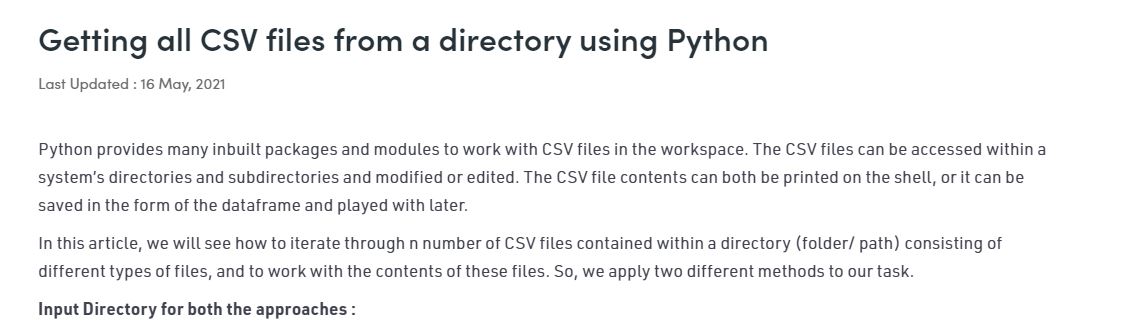 Getting all CSV files from a directory using Python
Last Updated : 16 May, 2021
Python provides many inbuilt packages and modules to work with CSV files in the workspace. The CSV files can be accessed within a
system’s directories and subdirectories and modified or edited. The CSV file contents can both be printed on the shell, or it can be
saved in the form of the dataframe and played with later.
In this article, we will see how to iterate through n number of CSV files contained within a directory (folder/ path) consisting of
different types of files, and to work with the contents of these files. So, we apply two different methods to our task.
Input Directory for both the approaches :